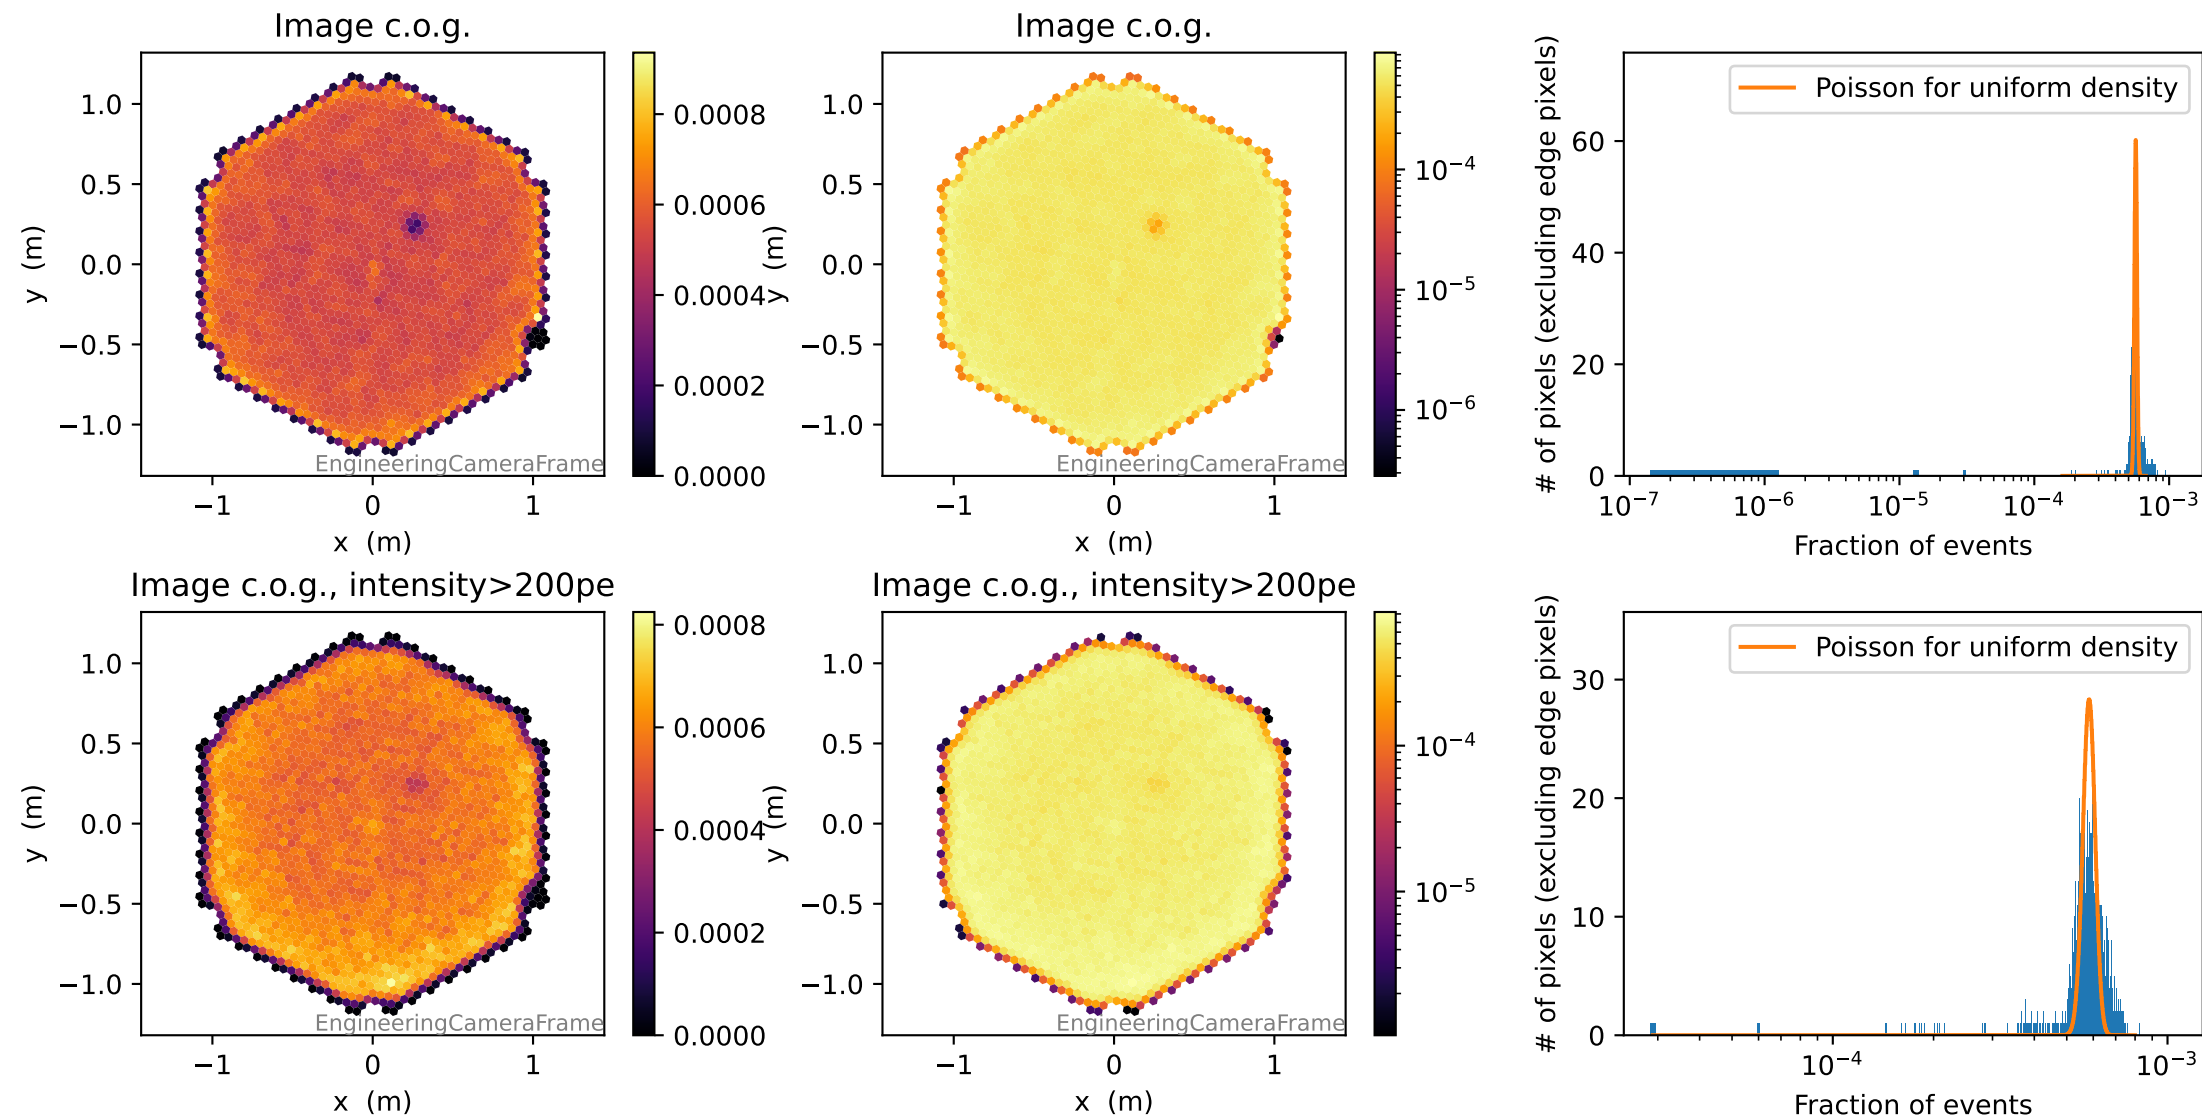 Image c.o.g.
y (m)
1.0
0.5
0.0
−0.5
−1.0
−1
0
1
x (m)
EngineeringCameraFrame
0.0008
0.0006
0.0004
0.0002
0.0000
Image c.o.g.
y (m)
1.0
0.5
0.0
−0.5
−1.0
−1
0
1
x (m)
EngineeringCameraFrame
10⁻⁴
10⁻⁵
10⁻⁶
# of pixels (excluding edge pixels)
Poisson for uniform density
60
40
20
0
10⁻⁷
10⁻⁶
10⁻⁵
10⁻⁴
10⁻³
Fraction of events
Image c.o.g., intensity>200pe
y (m)
1.0
0.5
0.0
−0.5
−1.0
−1
0
1
x (m)
EngineeringCameraFrame
0.0008
0.0006
0.0004
0.0002
0.0000
Image c.o.g., intensity>200pe
y (m)
1.0
0.5
0.0
−0.5
−1.0
−1
0
1
x (m)
EngineeringCameraFrame
10⁻⁴
10⁻⁵
# of pixels (excluding edge pixels)
Poisson for uniform density
30
20
10
0
10⁻⁴
10⁻³
Fraction of events